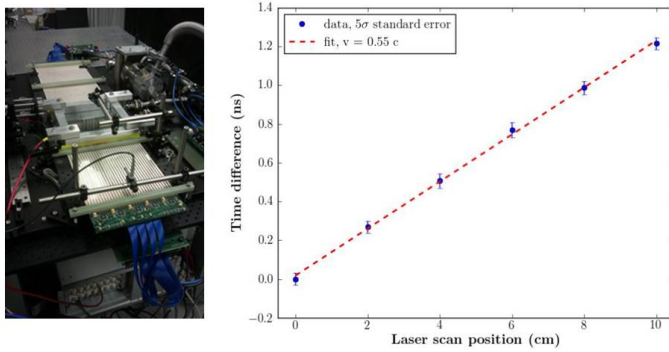 data, 5σ standard error
fit, v = 0.55 c
1.4
1.2
1.0
0.8
0.6
0.4
0.2
0.0
−0.2
Time difference (ns)
0 2 4 6 8 10
Laser scan position (cm)